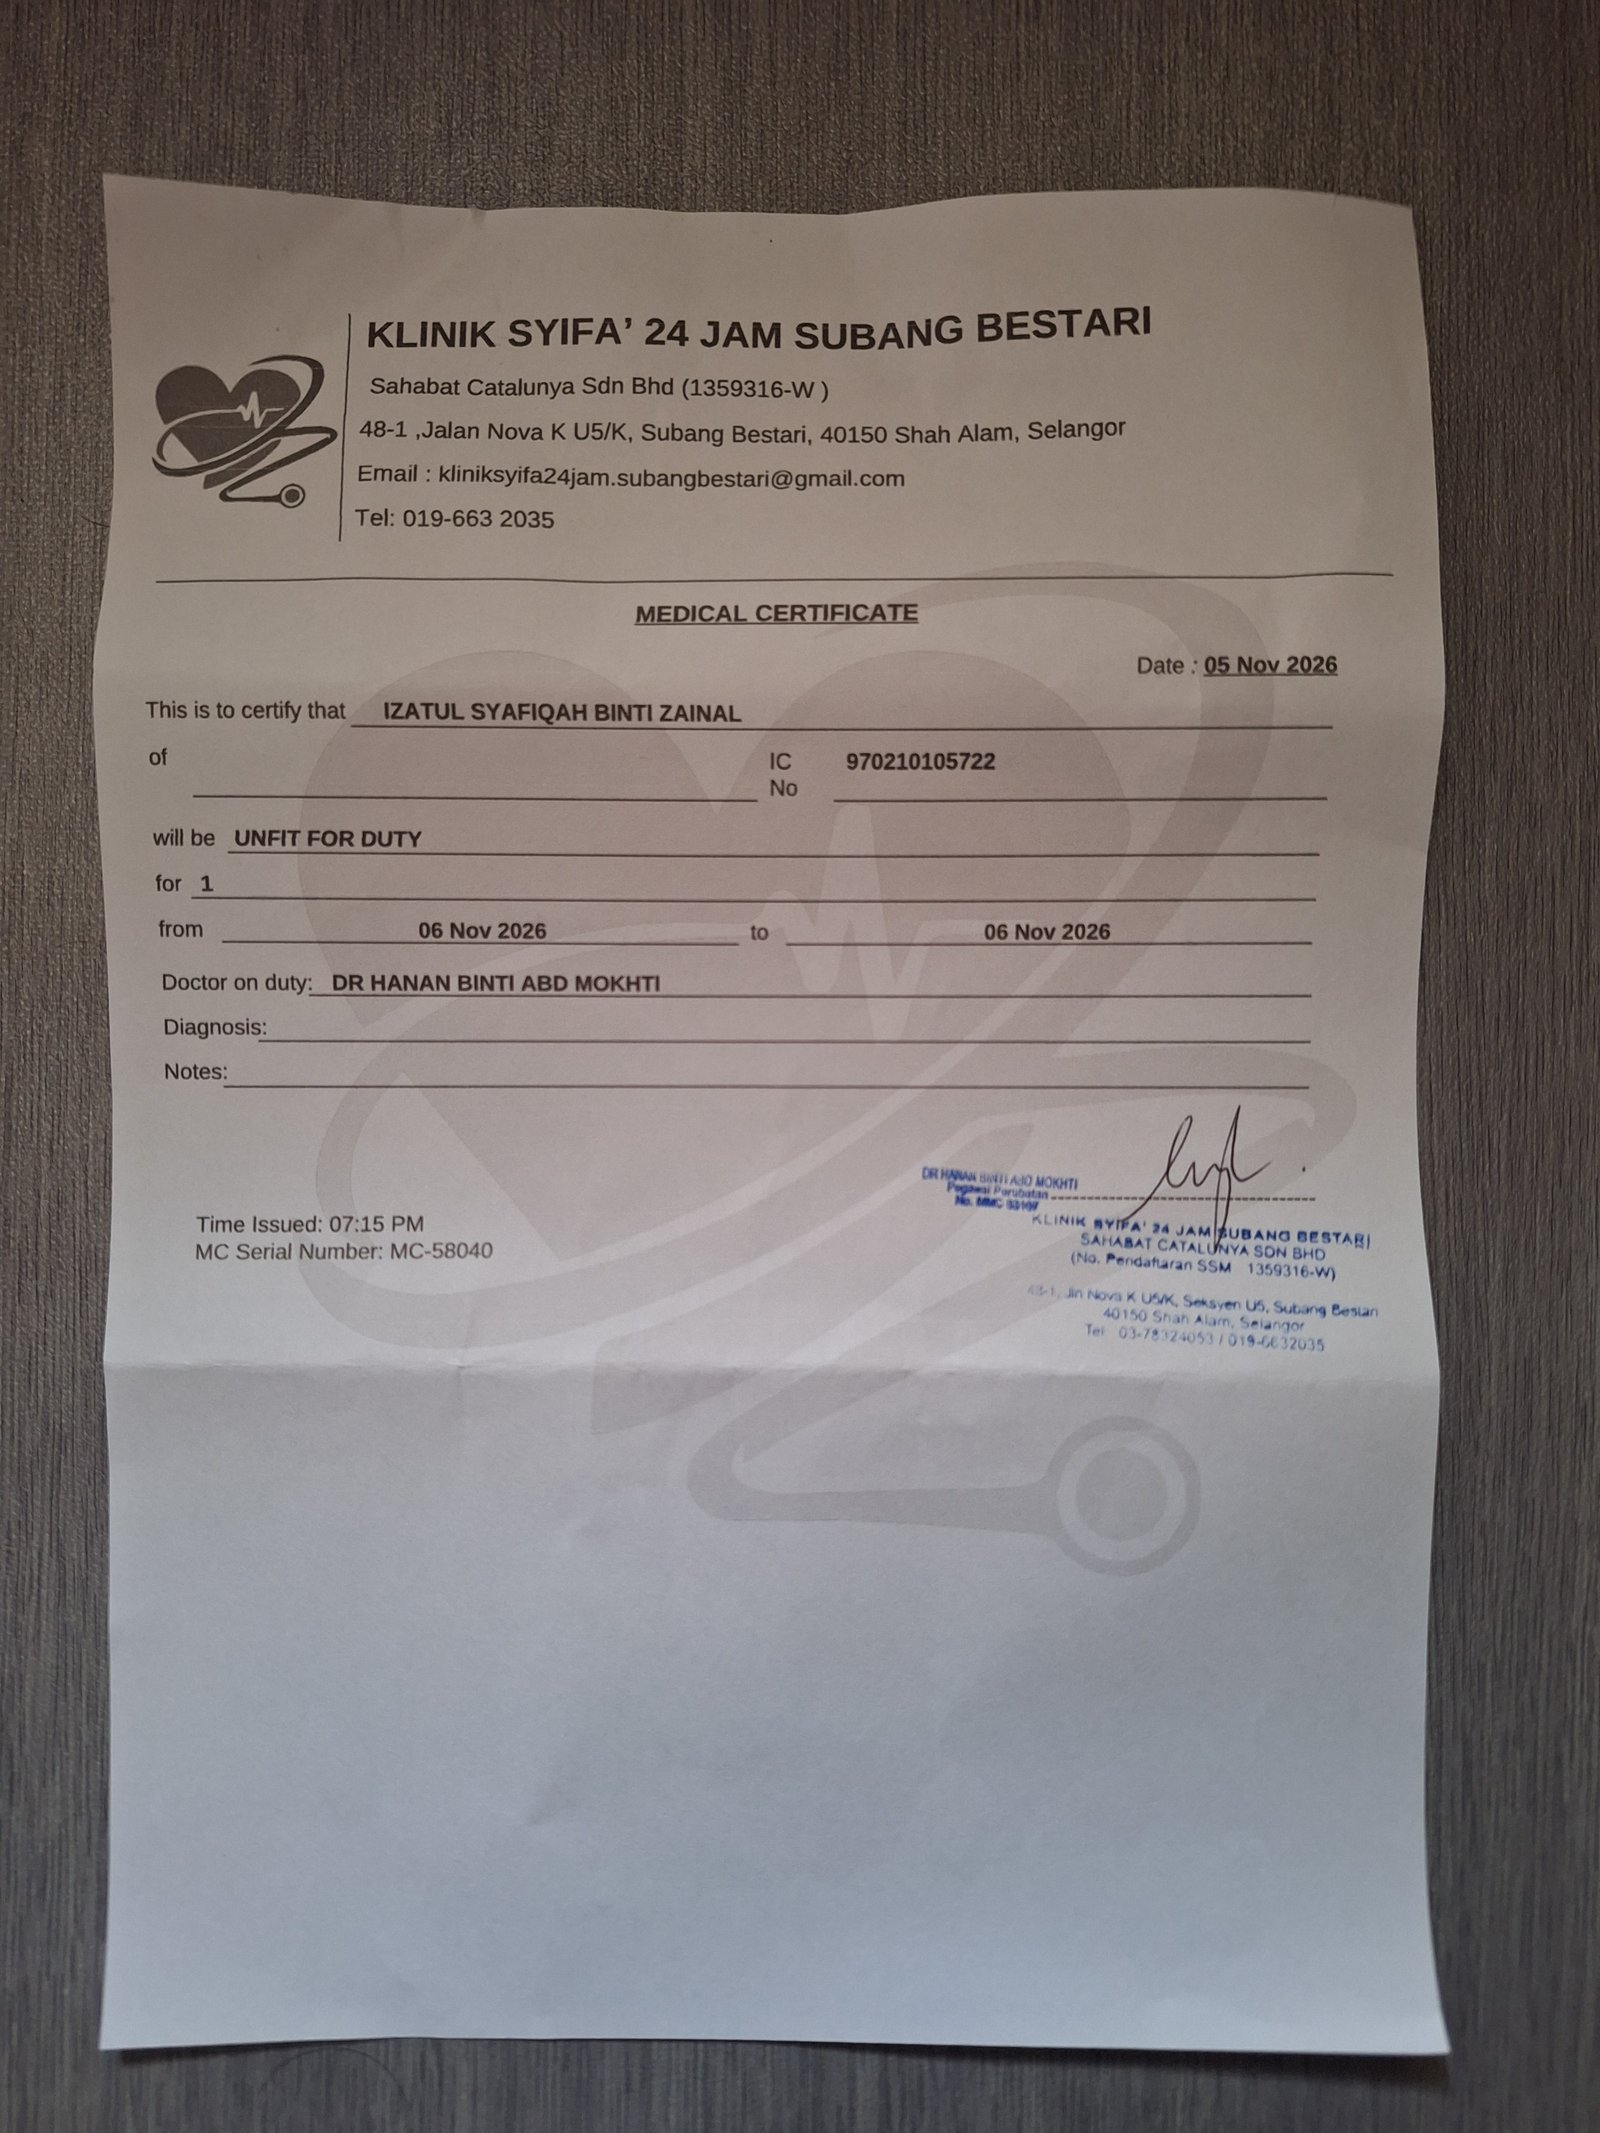 KLINIK SYIFA’ 24 JAM SUBANG BESTARI
Sahabat Catalunya Sdn Bhd (1359316-W )
48-1 ,Jalan Nova K U5/K, Subang Bestari, 40150 Shah Alam, Selangor
Email : kliniksyifa24jam.subangbestari@gmail.com
Tel: 019-663 2035
MEDICAL CERTIFICATE
Date : 05 Nov 2026
This is to certify that IZATUL SYAFIQAH BINTI ZAINAL
of IC No 970210105722
will be UNFIT FOR DUTY
for 1
from 06 Nov 2026 to 06 Nov 2026
Doctor on duty: DR HANAN BINTI ABD MOKHTI
Diagnosis:
Notes:
DR HANAN BINTI ABD MOKHTI
Pegawai Perubatan
No. MMC
KLINIK SYIFA' 24 JAM SUBANG BESTARI
SAHABAT CATALUNYA SDN BHD
(No. Pendaftaran SSM 1359316-W)
48-1, Jln Nova K U5/K, Seksyen U5, Subang Bestari
40150 Shah Alam, Selangor
Tel 03-78324053 / 019-6632035
Time Issued: 07:15 PM
MC Serial Number: MC-58040